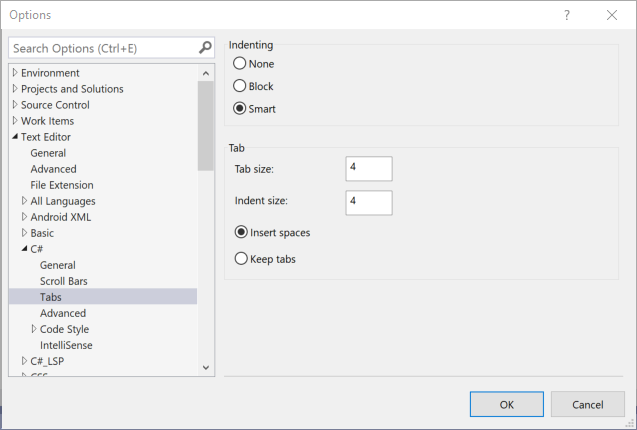 Options
?
Search Options (Ctrl+E)
Environment
Projects and Solutions
Source Control
Work Items
Text Editor
General
Advanced
File Extension
All Languages
Android XML
Basic
C#
General
Scroll Bars
Tabs
Advanced
Code Style
IntelliSense
C#_LSP
CSS
Indenting
None
Block
Smart
Tab
Tab size: 4
Indent size: 4
Insert spaces
Keep tabs
OK
Cancel